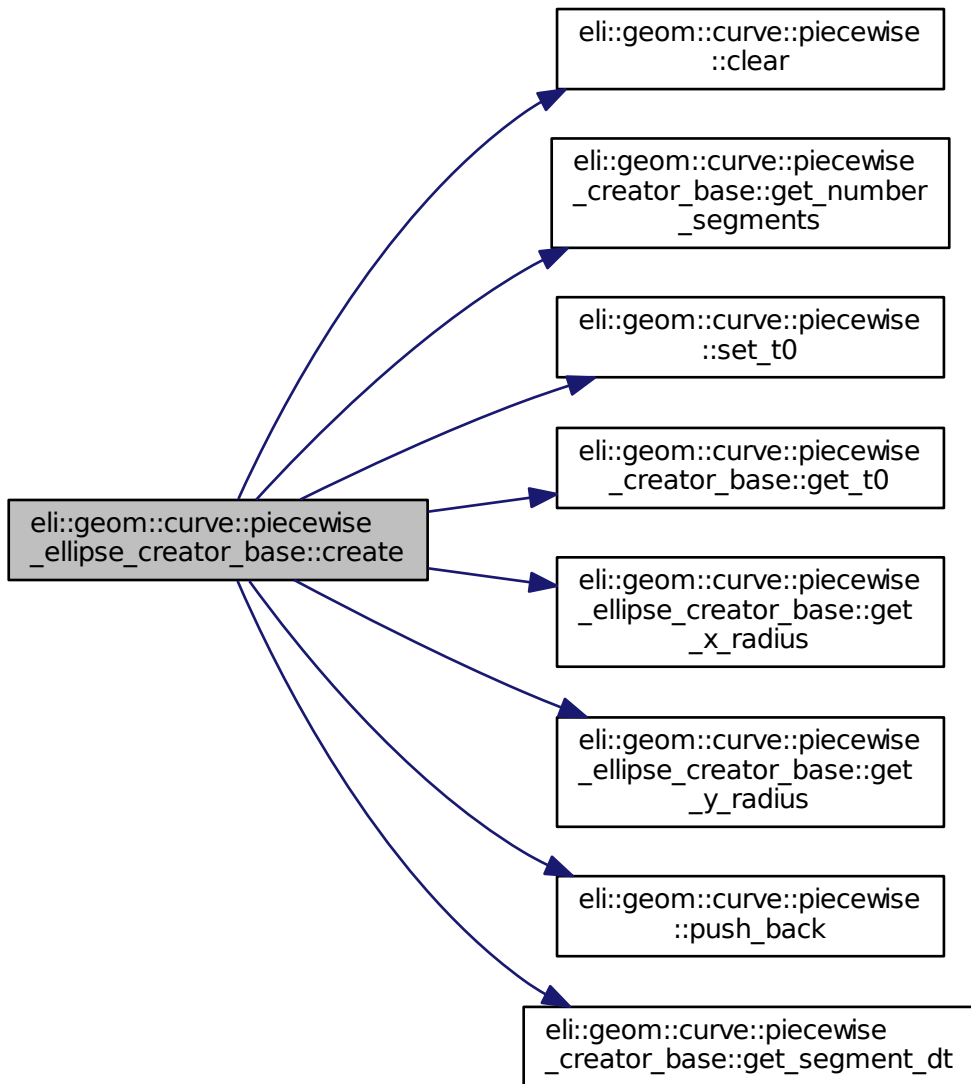 eli::geom::curve::piecewise
::clear
eli::geom::curve::piecewise
_creator_base::get_number
_segments
eli::geom::curve::piecewise
::set_t0
eli::geom::curve::piecewise
_creator_base::get_t0
eli::geom::curve::piecewise
_ellipse_creator_base::create
eli::geom::curve::piecewise
_ellipse_creator_base::get
_x_radius
eli::geom::curve::piecewise
_ellipse_creator_base::get
_y_radius
eli::geom::curve::piecewise
::push_back
eli::geom::curve::piecewise
_creator_base::get_segment_dt